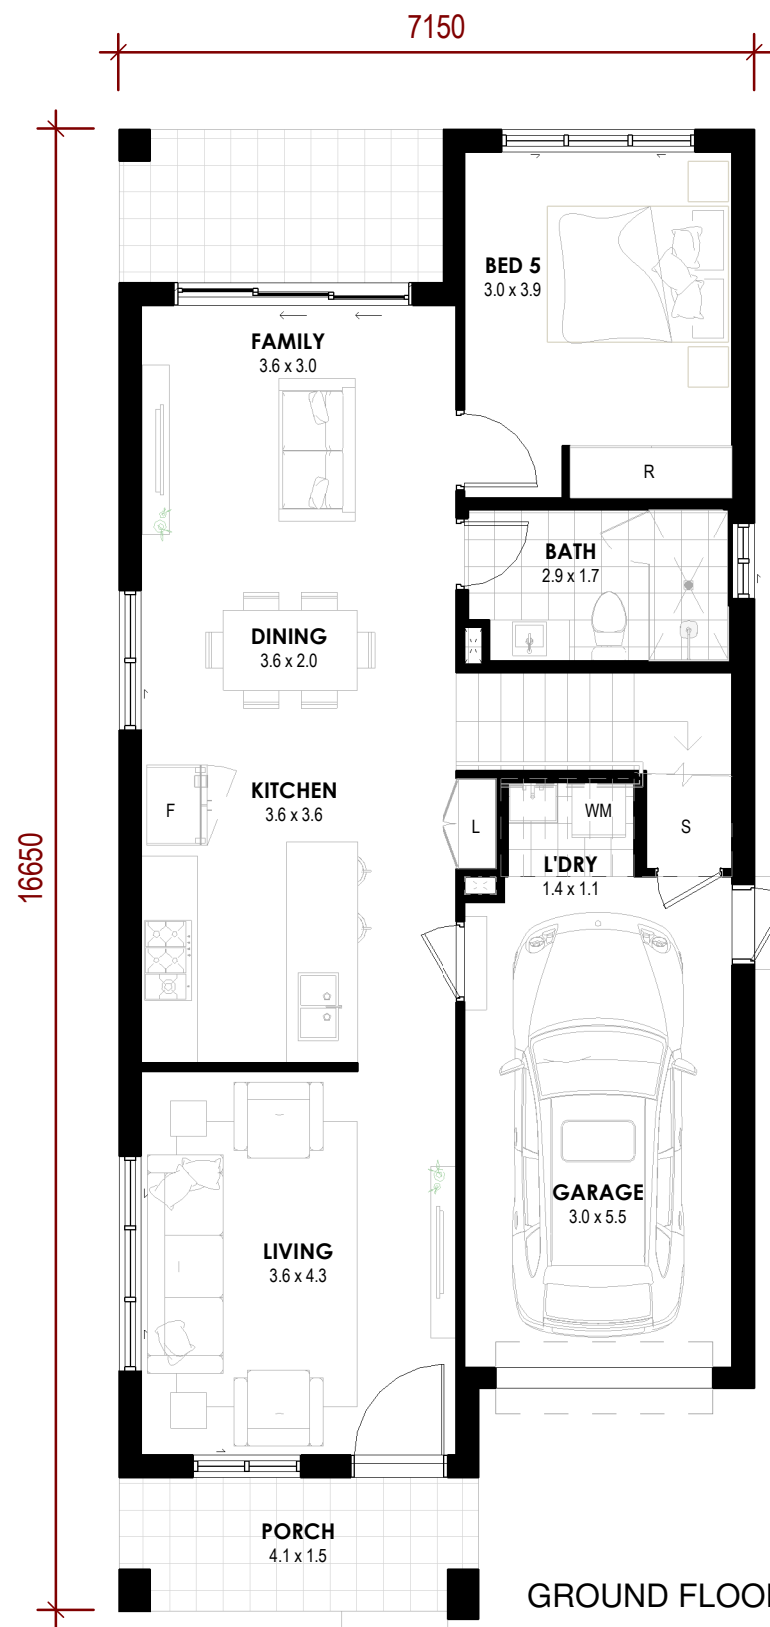 7150
16650
BED 5
3.0 x 3.9
FAMILY
3.6 x 3.0
R
BATH
2.9 x 1.7
DINING
3.6 x 2.0
KITCHEN
3.6 x 3.6
F
L
WM
S
L'DRY
1.4 x 1.1
GARAGE
3.0 x 5.5
LIVING
3.6 x 4.3
PORCH
4.1 x 1.5
GROUND FLOOR